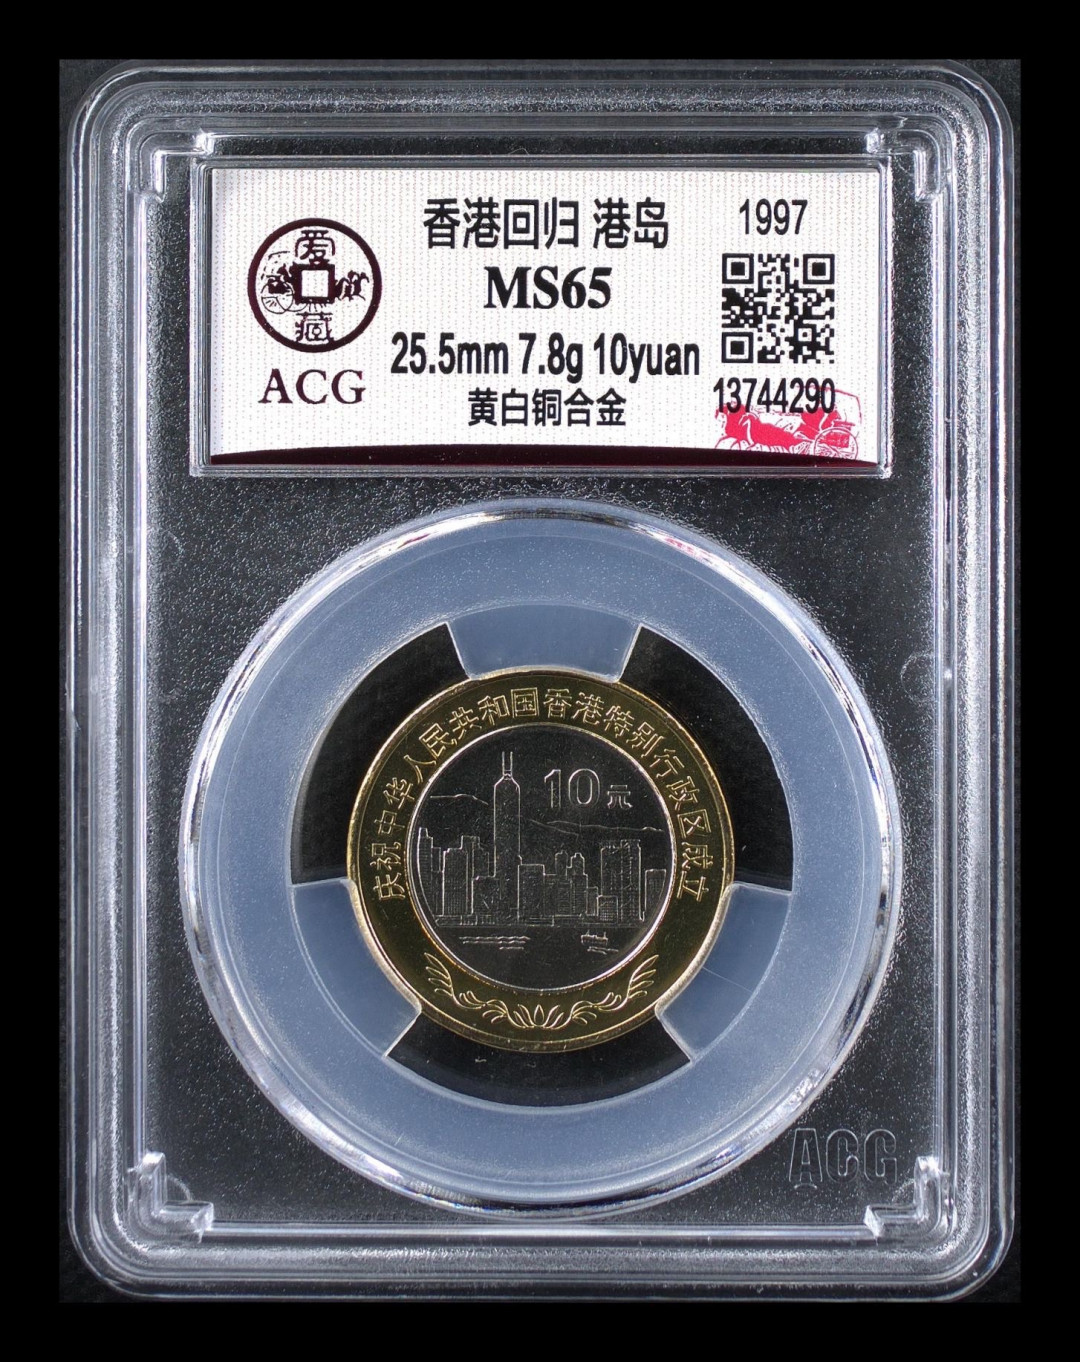 爱藏
ACG
香港回归 港岛
1997
MS65
25.5mm 7.8g 10yuan
黄白铜合金
13744290
庆祝中华人民共和国香港特别行政区成立
10元
ACG